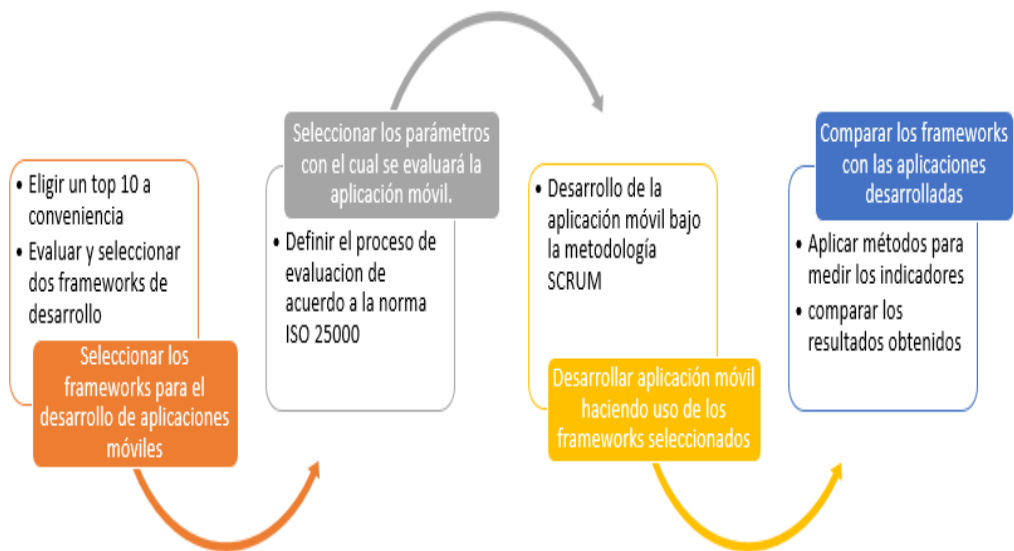 • Eligir un top 10 a
conveniencia
• Evaluar y seleccionar
dos frameworks de
desarrollo
Seleccionar los
frameworks para el
desarrollo de aplicaciones
móviles
Seleccionar los parámetros
con el cual se evaluará la
aplicación móvil.
• Definir el proceso de
evaluacion de
acuerdo a la norma
ISO 25000
• Desarrollo de la
aplicación móvil bajo
la metodología
SCRUM
Desarrollar aplicación móvil
haciendo uso de los
frameworks seleccionados
Comparar los frameworks
con las aplicaciones
desarrolladas
• Aplicar métodos para
medir los indicadores
• comparar los
resultados obtenidos